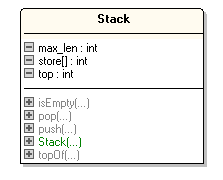 Stack
max_len : int
store[] : int
top : int
isEmpty(...)
pop(...)
push(...)
Stack(...)
topOf(...)